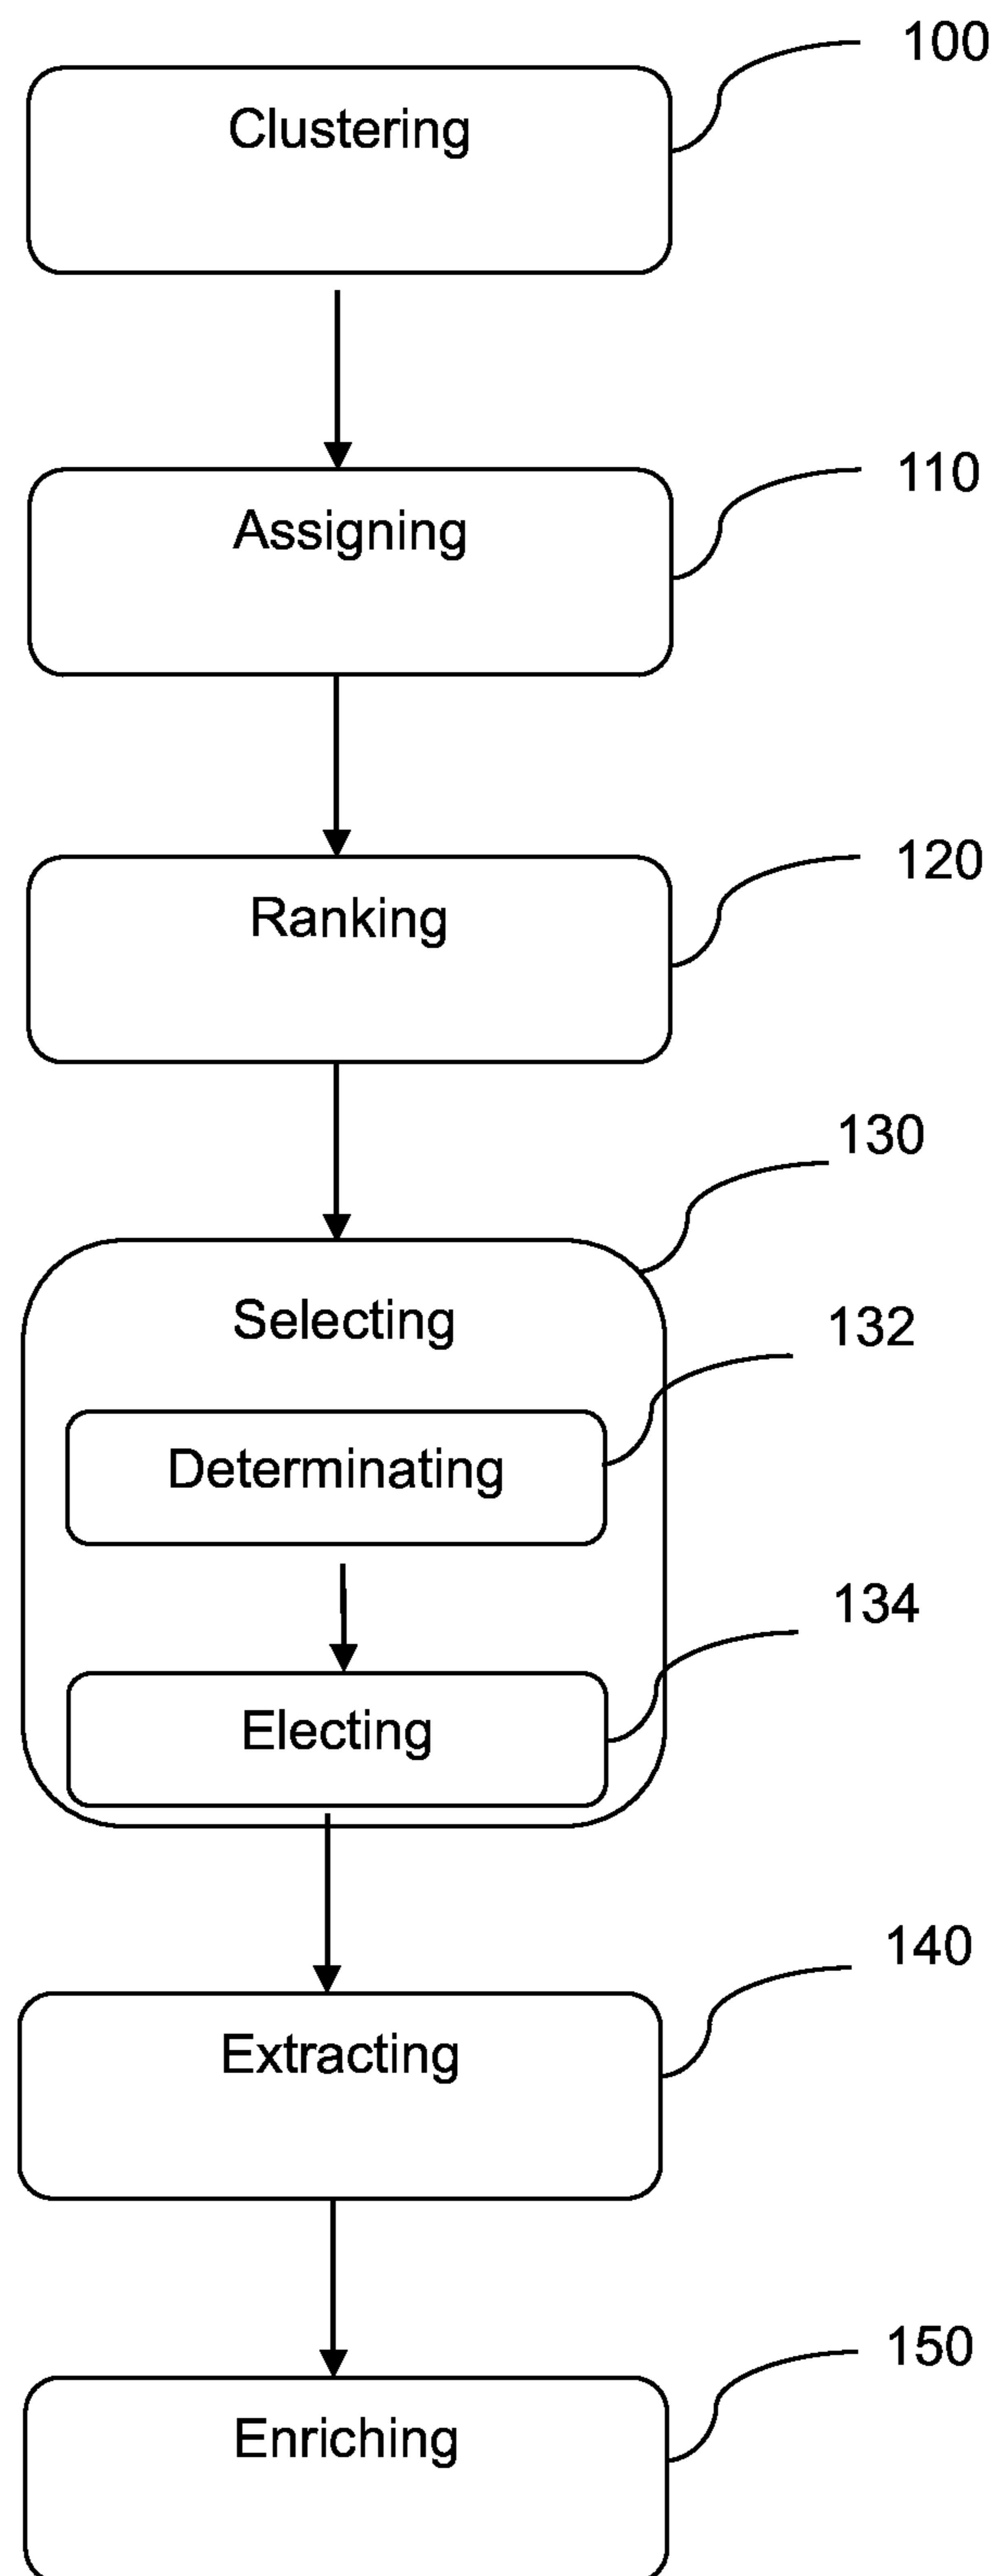 100
Clustering
110
Assigning
120
Ranking
130
Selecting
132
Determinating
134
Electing
140
Extracting
150
Enriching